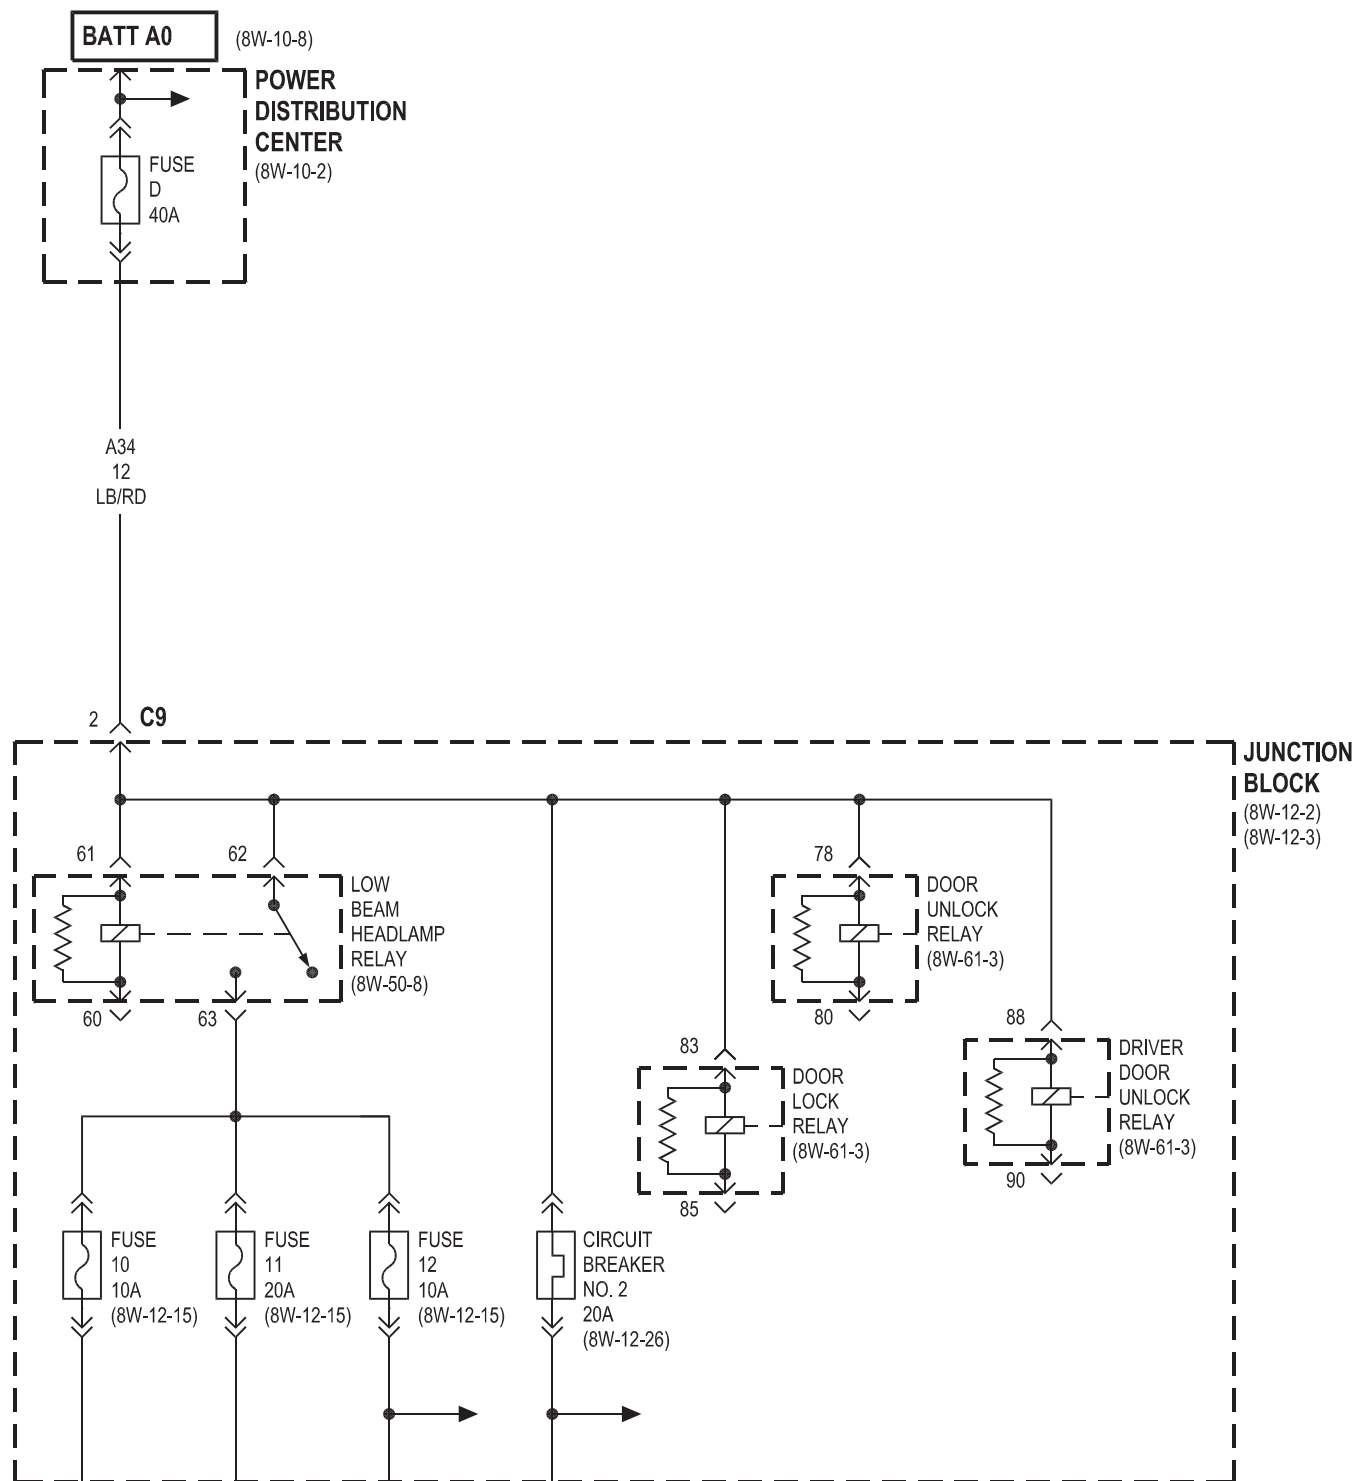 BATT A0
(8W-10-8)
POWER
DISTRIBUTION
CENTER
(8W-10-2)
FUSE
D
40A
A34
12
LB/RD
2
C9
JUNCTION
BLOCK
(8W-12-2)
(8W-12-3)
61
62
LOW
BEAM
HEADLAMP
RELAY
(8W-50-8)
60
63
78
DOOR
UNLOCK
RELAY
(8W-61-3)
80
83
DOOR
LOCK
RELAY
(8W-61-3)
85
88
DRIVER
DOOR
UNLOCK
RELAY
(8W-61-3)
90
FUSE
10
10A
(8W-12-15)
FUSE
11
20A
(8W-12-15)
FUSE
12
10A
(8W-12-15)
CIRCUIT
BREAKER
NO. 2
20A
(8W-12-26)